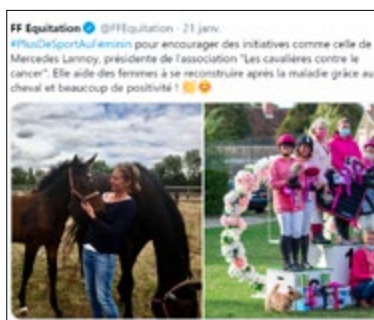 FF Equitation @FFEquitation · 21 janv.
#PlusDeSportAuFéminin pour encourager des initiatives comme celle de
Mercedes Lannoy, présidente de l'association "Les cavalières contre le
cancer". Elle aide des femmes à se reconstruire après la maladie grâce au
cheval et beaucoup de positivité !